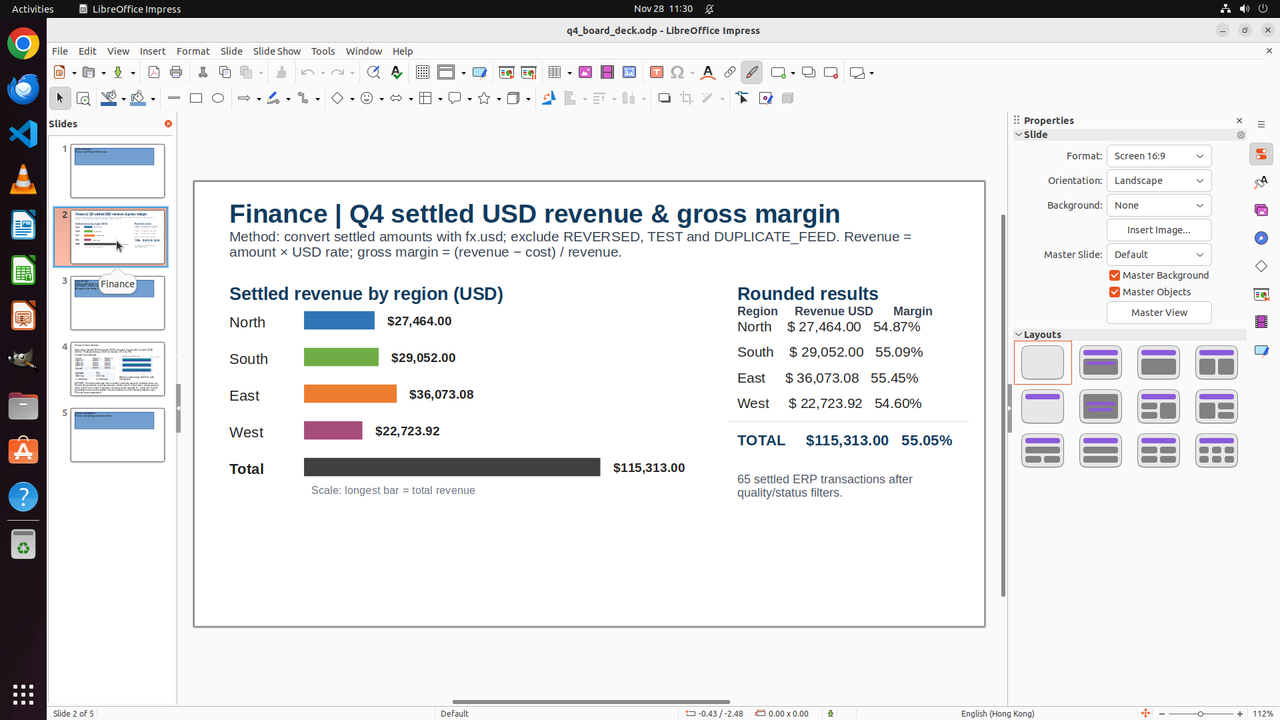 Activities
LibreOffice Impress
Nov 28 11:30
q4_board_deck.odp - LibreOffice Impress
File Edit View Insert Format Slide Slide Show Tools Window Help
Slides
Properties
Slide
Format: Screen 16:9
Orientation: Landscape
Background: None
Insert Image...
Master Slide: Default
Master Background
Master Objects
Master View
Layouts
1
2
Finance
3
4
5
Finance | Q4 settled USD revenue & gross margin
Method: convert settled amounts with fx.usd; exclude REVERSED, TEST and DUPLICATE_FEED. Revenue =
amount × USD rate; gross margin = (revenue − cost) / revenue.
Settled revenue by region (USD)
North $27,464.00
South $29,052.00
East $36,073.08
West $22,723.92
Total $115,313.00
Scale: longest bar = total revenue
Rounded results
Region Revenue USD Margin
North $ 27,464.00 54.87%
South $ 29,052.00 55.09%
East $ 36,073.08 55.45%
West $ 22,723.92 54.60%
TOTAL $115,313.00 55.05%
65 settled ERP transactions after
quality/status filters.
Slide 2 of 5
Default
-0.43 / -2.48
0.00 x 0.00
English (Hong Kong)
112%